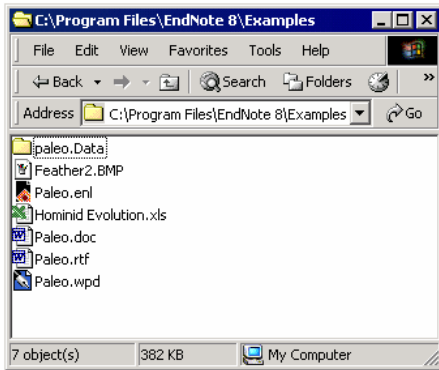 C:\Program Files\EndNote 8\Examples
File Edit View Favorites Tools Help
Back Search Folders »
Address C:\Program Files\EndNote 8\Examples Go
paleo.Data
Feather2.BMP
Paleo.enl
Hominid Evolution.xls
Paleo.doc
Paleo.rtf
Paleo.wpd
7 object(s) 382 KB My Computer